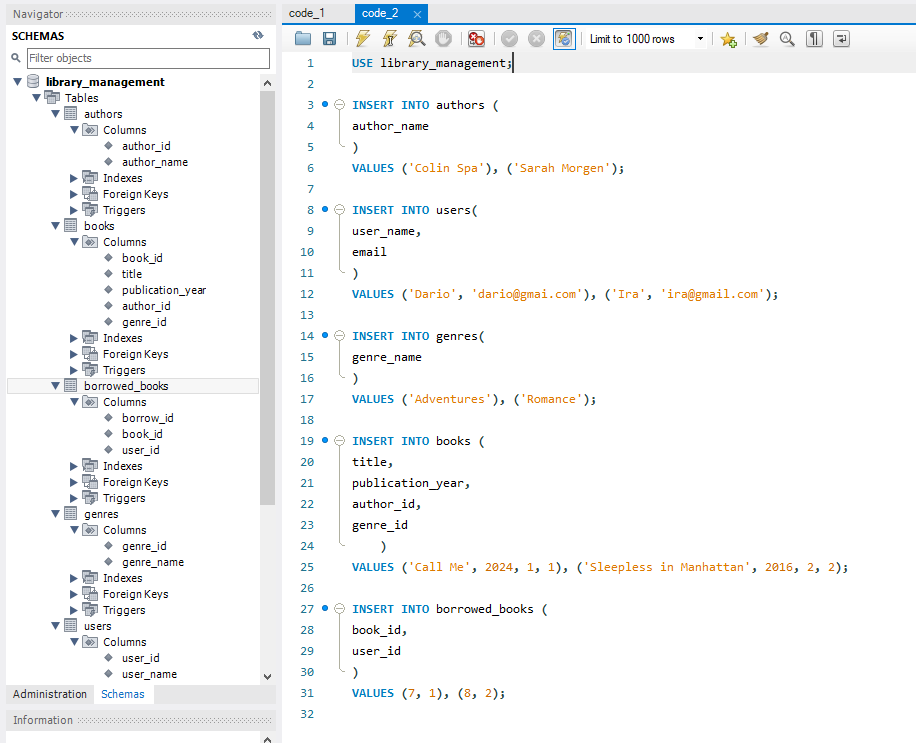 Navigator
SCHEMAS
Filter objects
library_management
Tables
authors
Columns
author_id
author_name
Indexes
Foreign Keys
Triggers
books
Columns
book_id
title
publication_year
author_id
genre_id
Indexes
Foreign Keys
Triggers
borrowed_books
Columns
borrow_id
book_id
user_id
Indexes
Foreign Keys
Triggers
genres
Columns
genre_id
genre_name
Indexes
Foreign Keys
Triggers
users
Columns
user_id
user_name
Administration Schemas
Information
code_1 code_2
Limit to 1000 rows
1 USE library_management;
2
3 INSERT INTO authors (
4 author_name
5 )
6 VALUES ('Colin Spa'), ('Sarah Morgen');
7
8 INSERT INTO users(
9 user_name,
10 email
11 )
12 VALUES ('Dario', 'dario@gmai.com'), ('Ira', 'ira@gmail.com');
13
14 INSERT INTO genres(
15 genre_name
16 )
17 VALUES ('Adventures'), ('Romance');
18
19 INSERT INTO books (
20 title,
21 publication_year,
22 author_id,
23 genre_id
24 )
25 VALUES ('Call Me', 2024, 1, 1), ('Sleepless in Manhattan', 2016, 2, 2);
26
27 INSERT INTO borrowed_books (
28 book_id,
29 user_id
30 )
31 VALUES (7, 1), (8, 2);
32